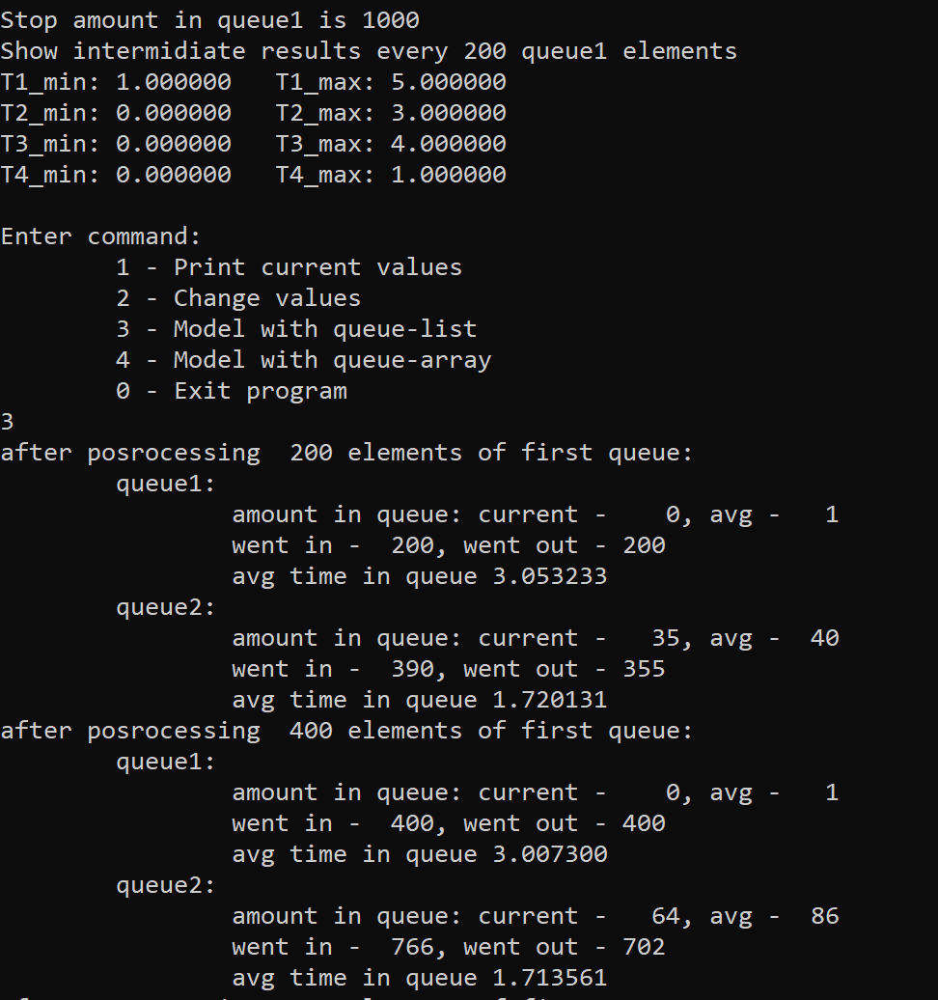 Stop amount in queue1 is 1000
Show intermidiate results every 200 queue1 elements
T1_min: 1.000000   T1_max: 5.000000
T2_min: 0.000000   T2_max: 3.000000
T3_min: 0.000000   T3_max: 4.000000
T4_min: 0.000000   T4_max: 1.000000
Enter command:
        1 - Print current values
        2 - Change values
        3 - Model with queue-list
        4 - Model with queue-array
        0 - Exit program
3
after posrocessing  200 elements of first queue:
        queue1:
                amount in queue: current -    0, avg -   1
                went in -  200, went out - 200
                avg time in queue 3.053233
        queue2:
                amount in queue: current -   35, avg -  40
                went in -  390, went out - 355
                avg time in queue 1.720131
after posrocessing  400 elements of first queue:
        queue1:
                amount in queue: current -    0, avg -   1
                went in -  400, went out - 400
                avg time in queue 3.007300
        queue2:
                amount in queue: current -   64, avg -  86
                went in -  766, went out - 702
                avg time in queue 1.713561